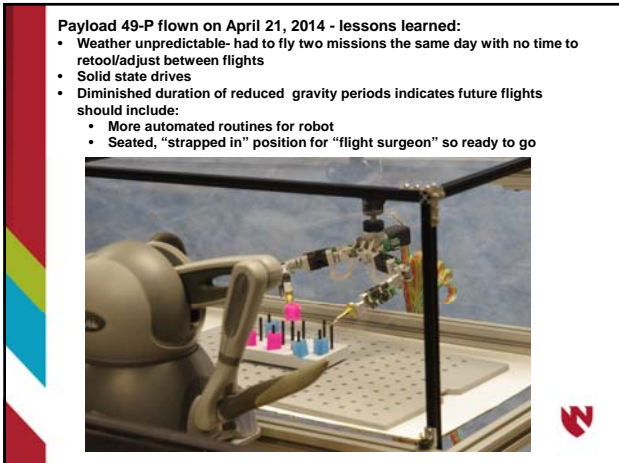 Payload 49-P flown on April 21, 2014 - lessons learned:
• Weather unpredictable- had to fly two missions the same day with no time to
retool/adjust between flights
• Solid state drives
• Diminished duration of reduced gravity periods indicates future flights
should include:
• More automated routines for robot
• Seated, “strapped in” position for “flight surgeon” so ready to go
N